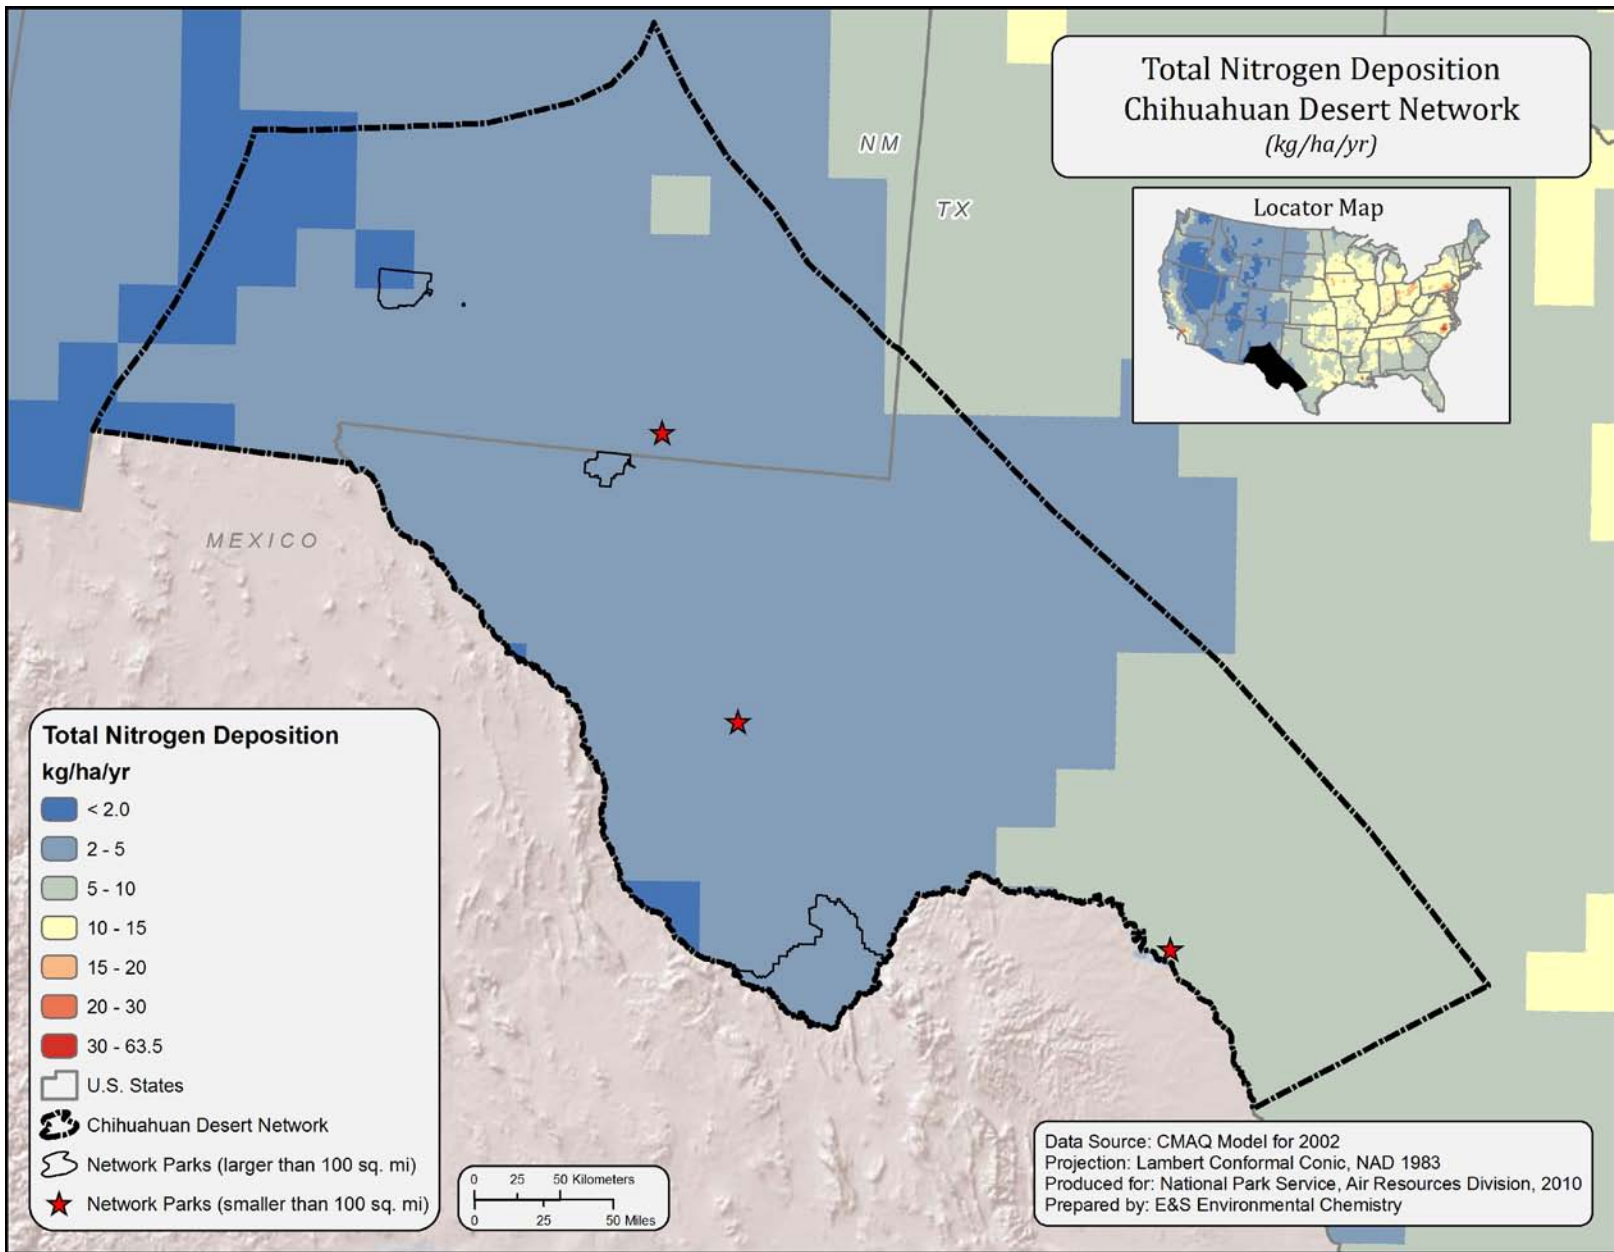 Total Nitrogen Deposition
Chihuahuan Desert Network
(kg/ha/yr)
NM
TX
Locator Map
MEXICO
Total Nitrogen Deposition
kg/ha/yr
< 2.0
2 - 5
5 - 10
10 - 15
15 - 20
20 - 30
30 - 63.5
U.S. States
Chihuahuan Desert Network
Network Parks (larger than 100 sq. mi)
Network Parks (smaller than 100 sq. mi)
0 25 50 Kilometers
0 25 50 Miles
Data Source: CMAQ Model for 2002
Projection: Lambert Conformal Conic, NAD 1983
Produced for: National Park Service, Air Resources Division, 2010
Prepared by: E&S Environmental Chemistry